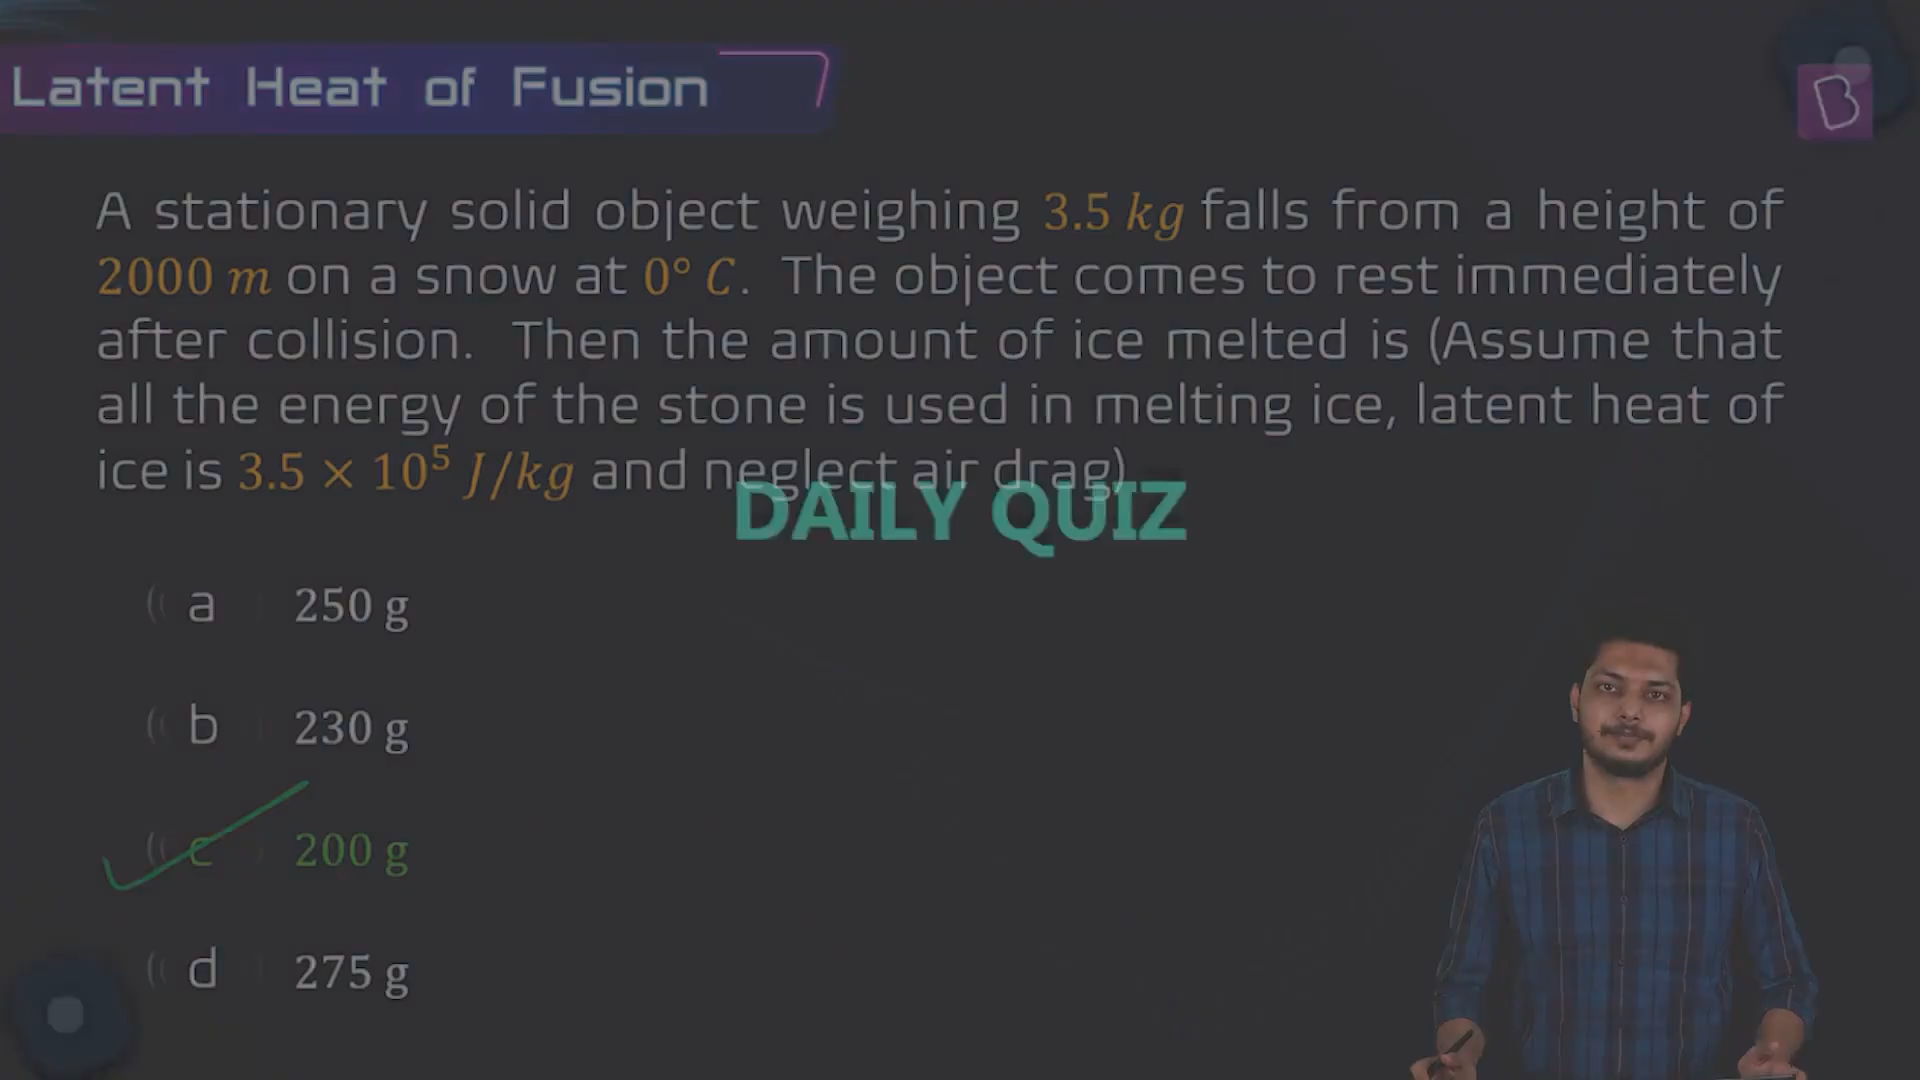 Latent Heat of Fusion
B
A stationary solid object weighing 3.5 kg falls from a height of
2000 m on a snow at 0° C. The object comes to rest immediately
after collision. Then the amount of ice melted is (Assume that
all the energy of the stone is used in melting ice, latent heat of
ice is 3.5 × 10⁵ J/kg and neglect air drag)
DAILY QUIZ
a 250 g
b 230 g
c 200 g
d 275 g